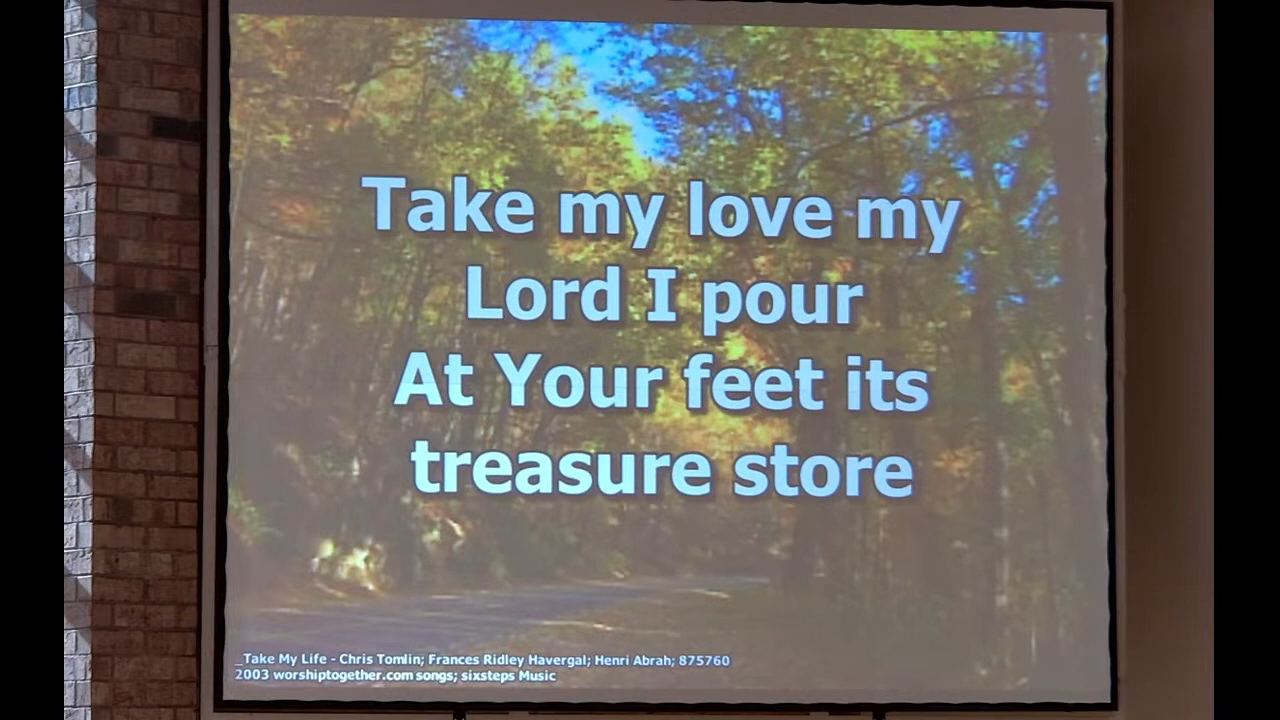 Take my love my
Lord I pour
At Your feet its
treasure store
_Take My Life - Chris Tomlin; Frances Ridley Havergal; Henri Abrah; 875760
2003 worshiptogether.com songs; sixsteps Music